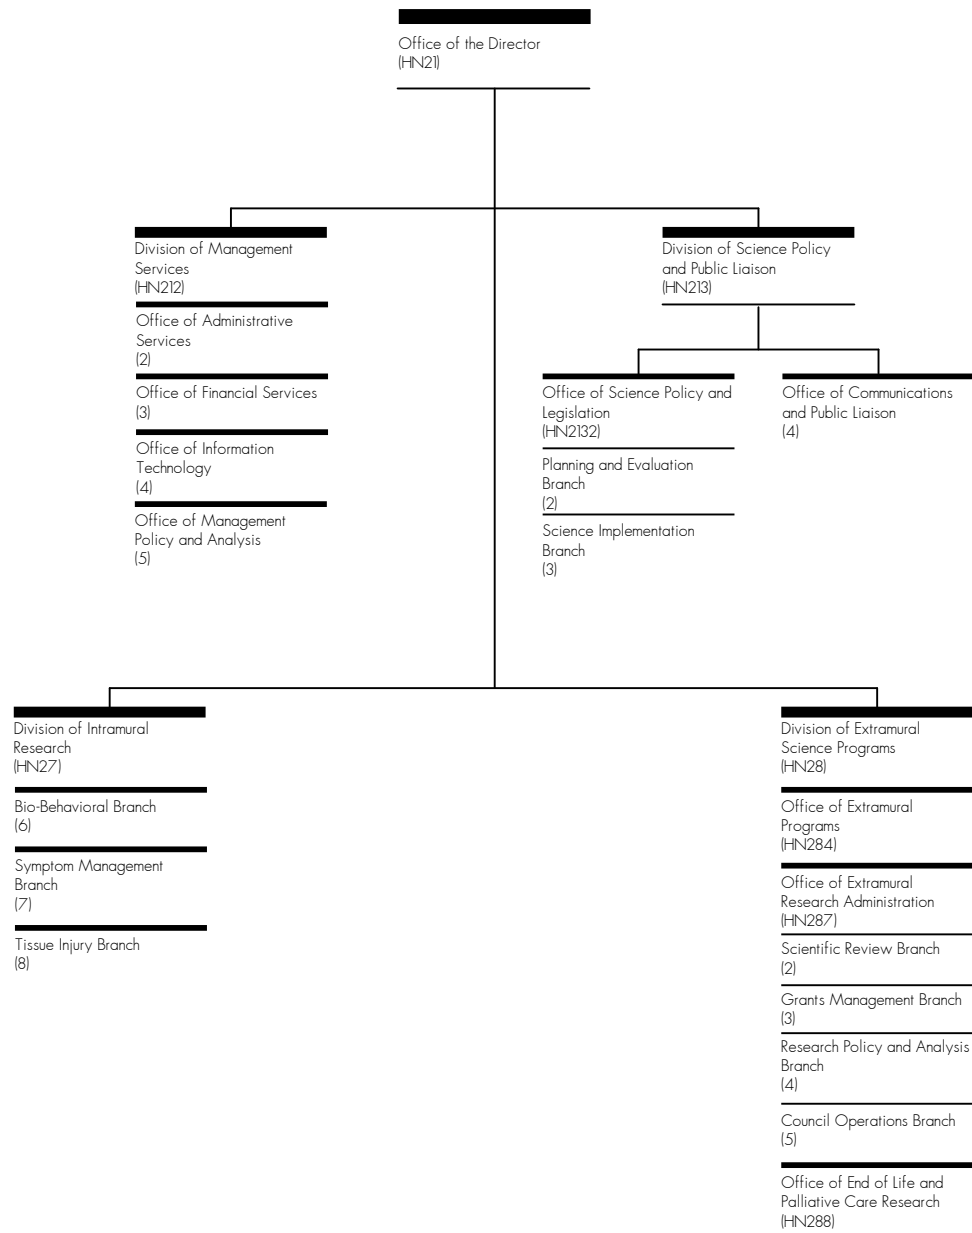 Office of the Director
(HN21)
Division of Management
Services
(HN212)
Office of Administrative
Services
(2)
Office of Financial Services
(3)
Office of Information
Technology
(4)
Office of Management
Policy and Analysis
(5)
Division of Science Policy
and Public Liaison
(HN213)
Office of Science Policy and
Legislation
(HN2132)
Planning and Evaluation
Branch
(2)
Science Implementation
Branch
(3)
Office of Communications
and Public Liaison
(4)
Division of Intramural
Research
(HN27)
Bio-Behavioral Branch
(6)
Symptom Management
Branch
(7)
Tissue Injury Branch
(8)
Division of Extramural
Science Programs
(HN28)
Office of Extramural
Programs
(HN284)
Office of Extramural
Research Administration
(HN287)
Scientific Review Branch
(2)
Grants Management Branch
(3)
Research Policy and Analysis
Branch
(4)
Council Operations Branch
(5)
Office of End of Life and
Palliative Care Research
(HN288)